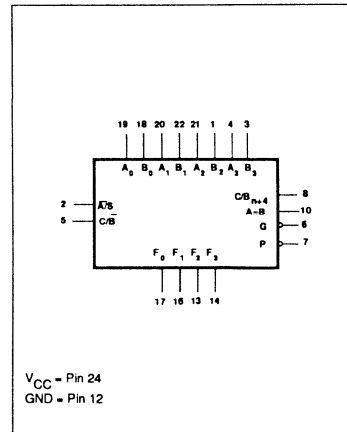 19 18 20 22 21 1 4 3
A0 B0 A1 B1 A2 B2 A3 B3
2 A̅/S
5 C/B̅
C/Bn+4 8
A=B 10
G 6
P 7
F0 F1 F2 F3
17 16 13 14
VCC = Pin 24
GND = Pin 12